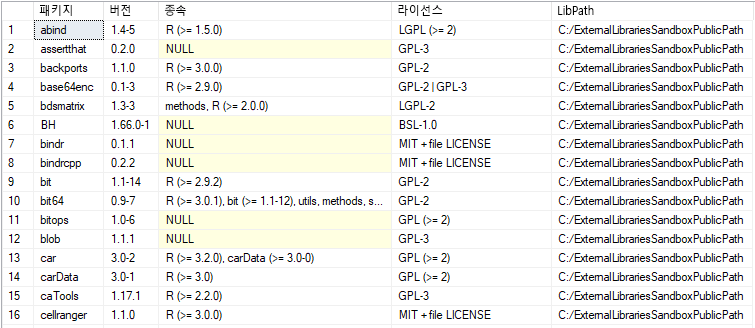 패키지 버전 종속 라이선스 LibPath
1 abind 1.4-5 R (>= 1.5.0) LGPL (>= 2) C:/ExternalLibrariesSandboxPublicPath
2 assertthat 0.2.0 NULL GPL-3 C:/ExternalLibrariesSandboxPublicPath
3 backports 1.1.0 R (>= 3.0.0) GPL-2 C:/ExternalLibrariesSandboxPublicPath
4 base64enc 0.1-3 R (>= 2.9.0) GPL-2 | GPL-3 C:/ExternalLibrariesSandboxPublicPath
5 bdsmatrix 1.3-3 methods, R (>= 2.0.0) LGPL-2 C:/ExternalLibrariesSandboxPublicPath
6 BH 1.66.0-1 NULL BSL-1.0 C:/ExternalLibrariesSandboxPublicPath
7 bindr 0.1.1 NULL MIT + file LICENSE C:/ExternalLibrariesSandboxPublicPath
8 bindrcpp 0.2.2 NULL MIT + file LICENSE C:/ExternalLibrariesSandboxPublicPath
9 bit 1.1-14 R (>= 2.9.2) GPL-2 C:/ExternalLibrariesSandboxPublicPath
10 bit64 0.9-7 R (>= 3.0.1), bit (>= 1.1-12), utils, methods, s... GPL-2 C:/ExternalLibrariesSandboxPublicPath
11 bitops 1.0-6 NULL GPL (>= 2) C:/ExternalLibrariesSandboxPublicPath
12 blob 1.1.1 NULL GPL-3 C:/ExternalLibrariesSandboxPublicPath
13 car 3.0-2 R (>= 3.2.0), carData (>= 3.0-0) GPL (>= 2) C:/ExternalLibrariesSandboxPublicPath
14 carData 3.0-1 R (>= 3.0) GPL (>= 2) C:/ExternalLibrariesSandboxPublicPath
15 caTools 1.17.1 R (>= 2.2.0) GPL-3 C:/ExternalLibrariesSandboxPublicPath
16 cellranger 1.1.0 R (>= 3.0.0) MIT + file LICENSE C:/ExternalLibrariesSandboxPublicPath